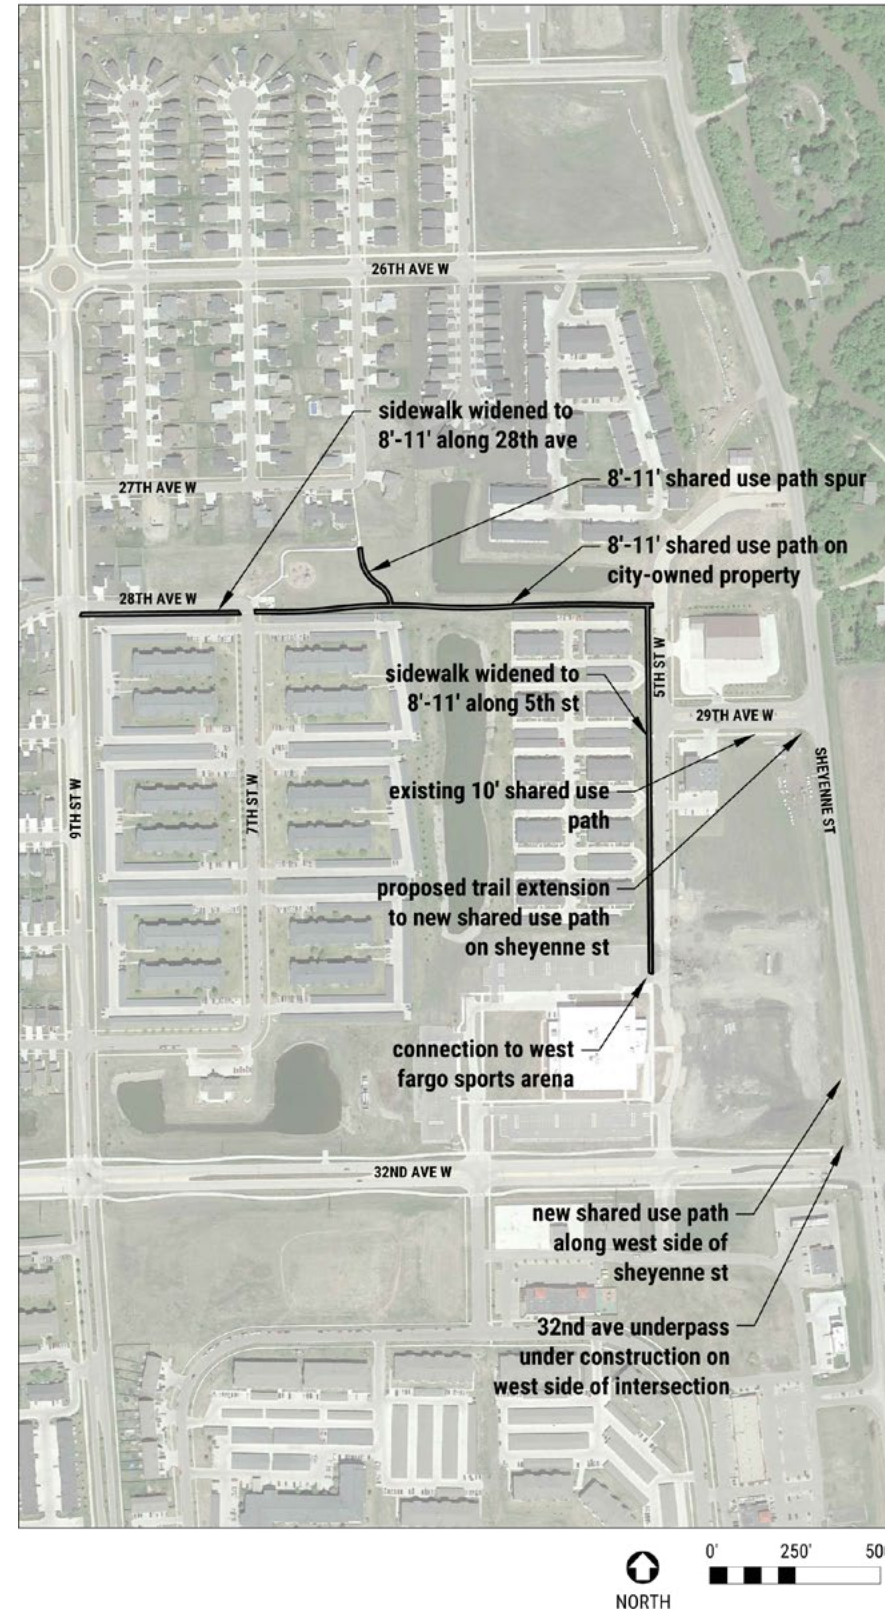 26TH AVE W
sidewalk widened to
8'-11' along 28th ave
27TH AVE W
8'-11' shared use path spur
8'-11' shared use path on
city-owned property
28TH AVE W
5TH ST W
sidewalk widened to
8'-11' along 5th st
29TH AVE W
9TH ST W
7TH ST W
SHEYENNE ST
existing 10' shared use
path
proposed trail extension
to new shared use path
on sheyenne st
connection to west
fargo sports arena
32ND AVE W
new shared use path
along west side of
sheyenne st
32nd ave underpass
under construction on
west side of intersection
0' 250'
NORTH